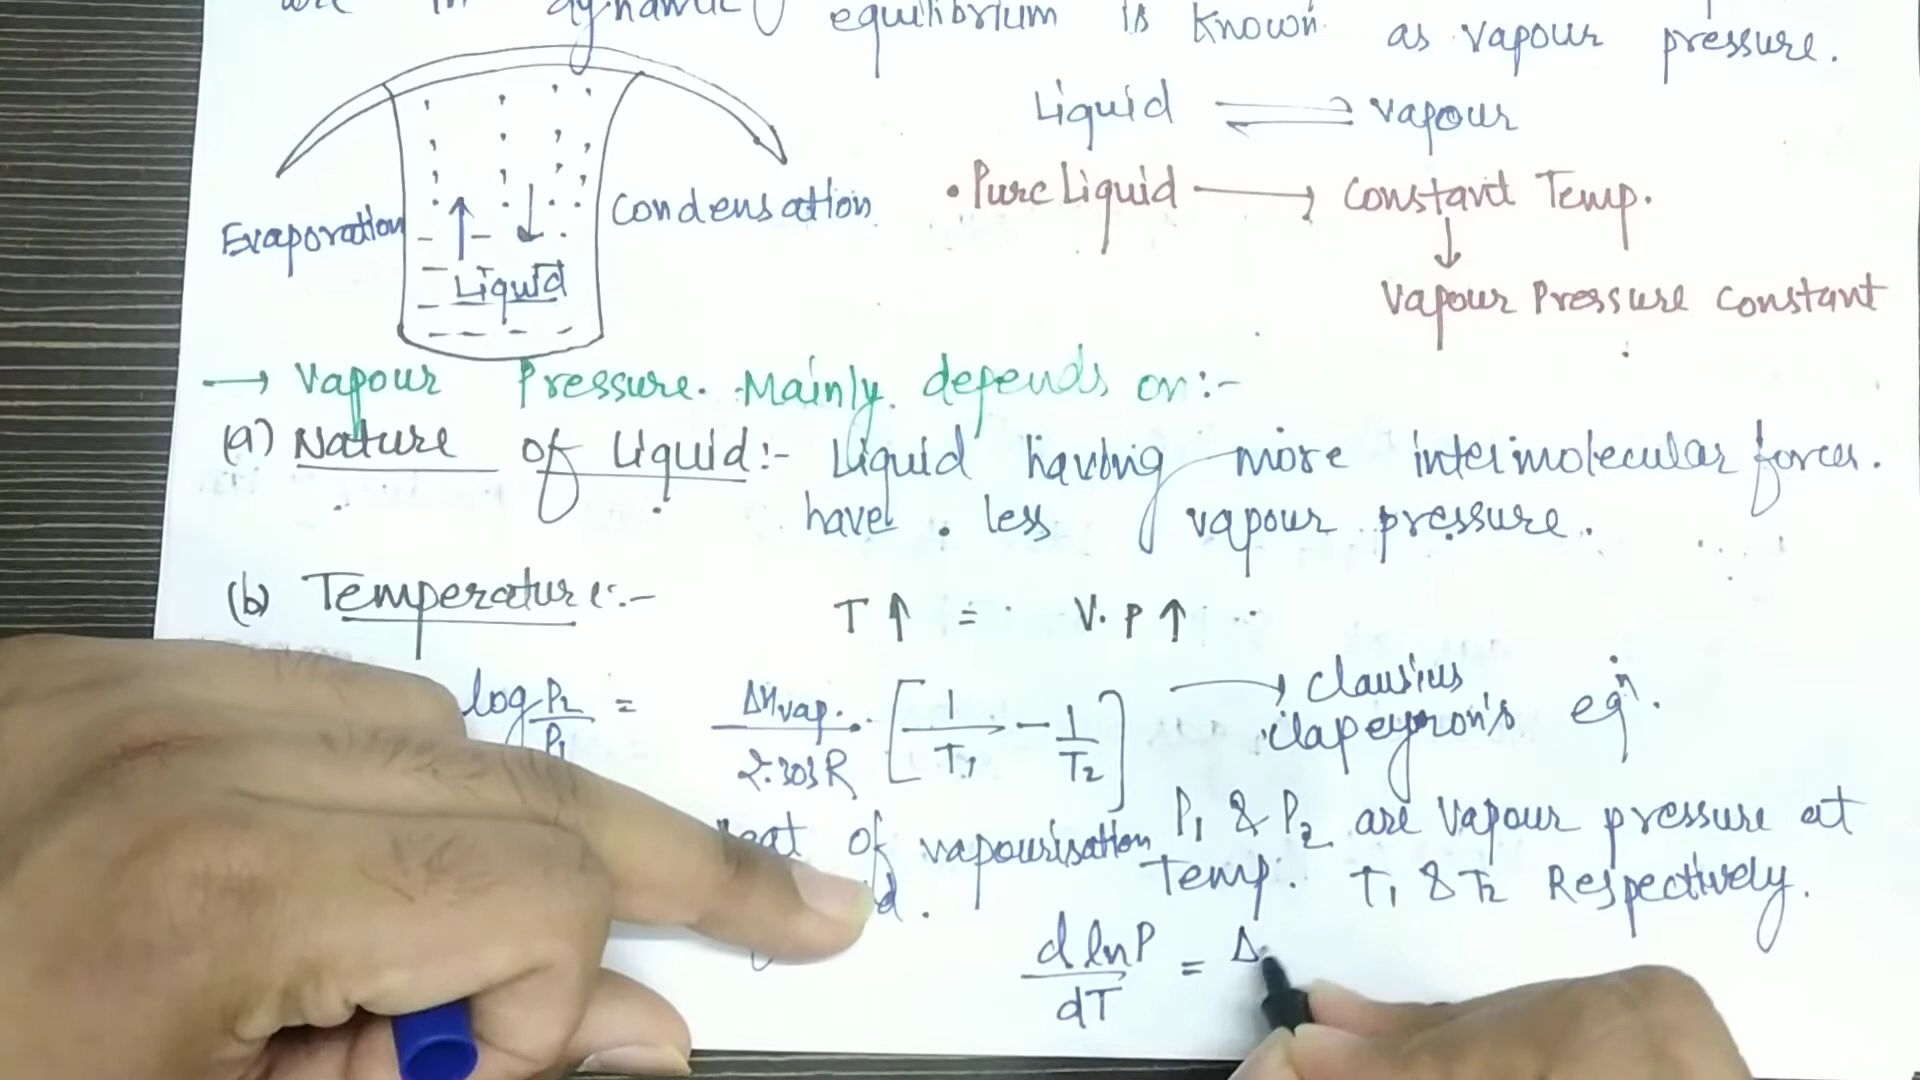 equilibrium is known as vapour pressure.
Liquid ⇌ vapour
• Pure Liquid ⟶ Constant Temp.
↓
Vapour Pressure constant
Evaporation
Condensation
Liquid
→ Vapour Pressure Mainly depends on:-
(a) Nature of Liquid:- Liquid having more intermolecular forces.
have less vapour pressure.
(b) Temperature:- T↑ = V.P↑
log P2/P1 = ΔHvap./2.303R [1/T1 - 1/T2] → Clausius
Clapeyron's eqn.
of vapourisation
P1 & P2 are vapour pressure at
Temp. T1 & T2 Respectively.
d lnP/dT = Δ